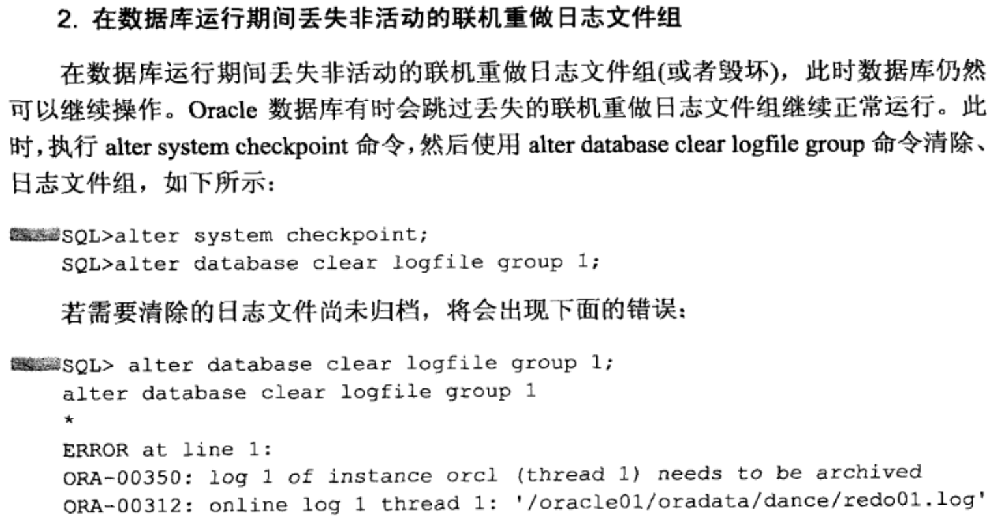 2. 在数据库运行期间丢失非活动的联机重做日志文件组
在数据库运行期间丢失非活动的联机重做日志文件组(或者毁坏)，此时数据库仍然
可以继续操作。Oracle 数据库有时会跳过丢失的联机重做日志文件组继续正常运行。此
时，执行 alter system checkpoint 命令，然后使用 alter database clear logfile group 命令清除、
日志文件组，如下所示：
SQL>alter system checkpoint;
SQL>alter database clear logfile group 1;
若需要清除的日志文件尚未归档，将会出现下面的错误：
SQL> alter database clear logfile group 1;
alter database clear logfile group 1
*
ERROR at line 1:
ORA-00350: log 1 of instance orcl (thread 1) needs to be archived
ORA-00312: online log 1 thread 1: '/oracle01/oradata/dance/redo01.log'